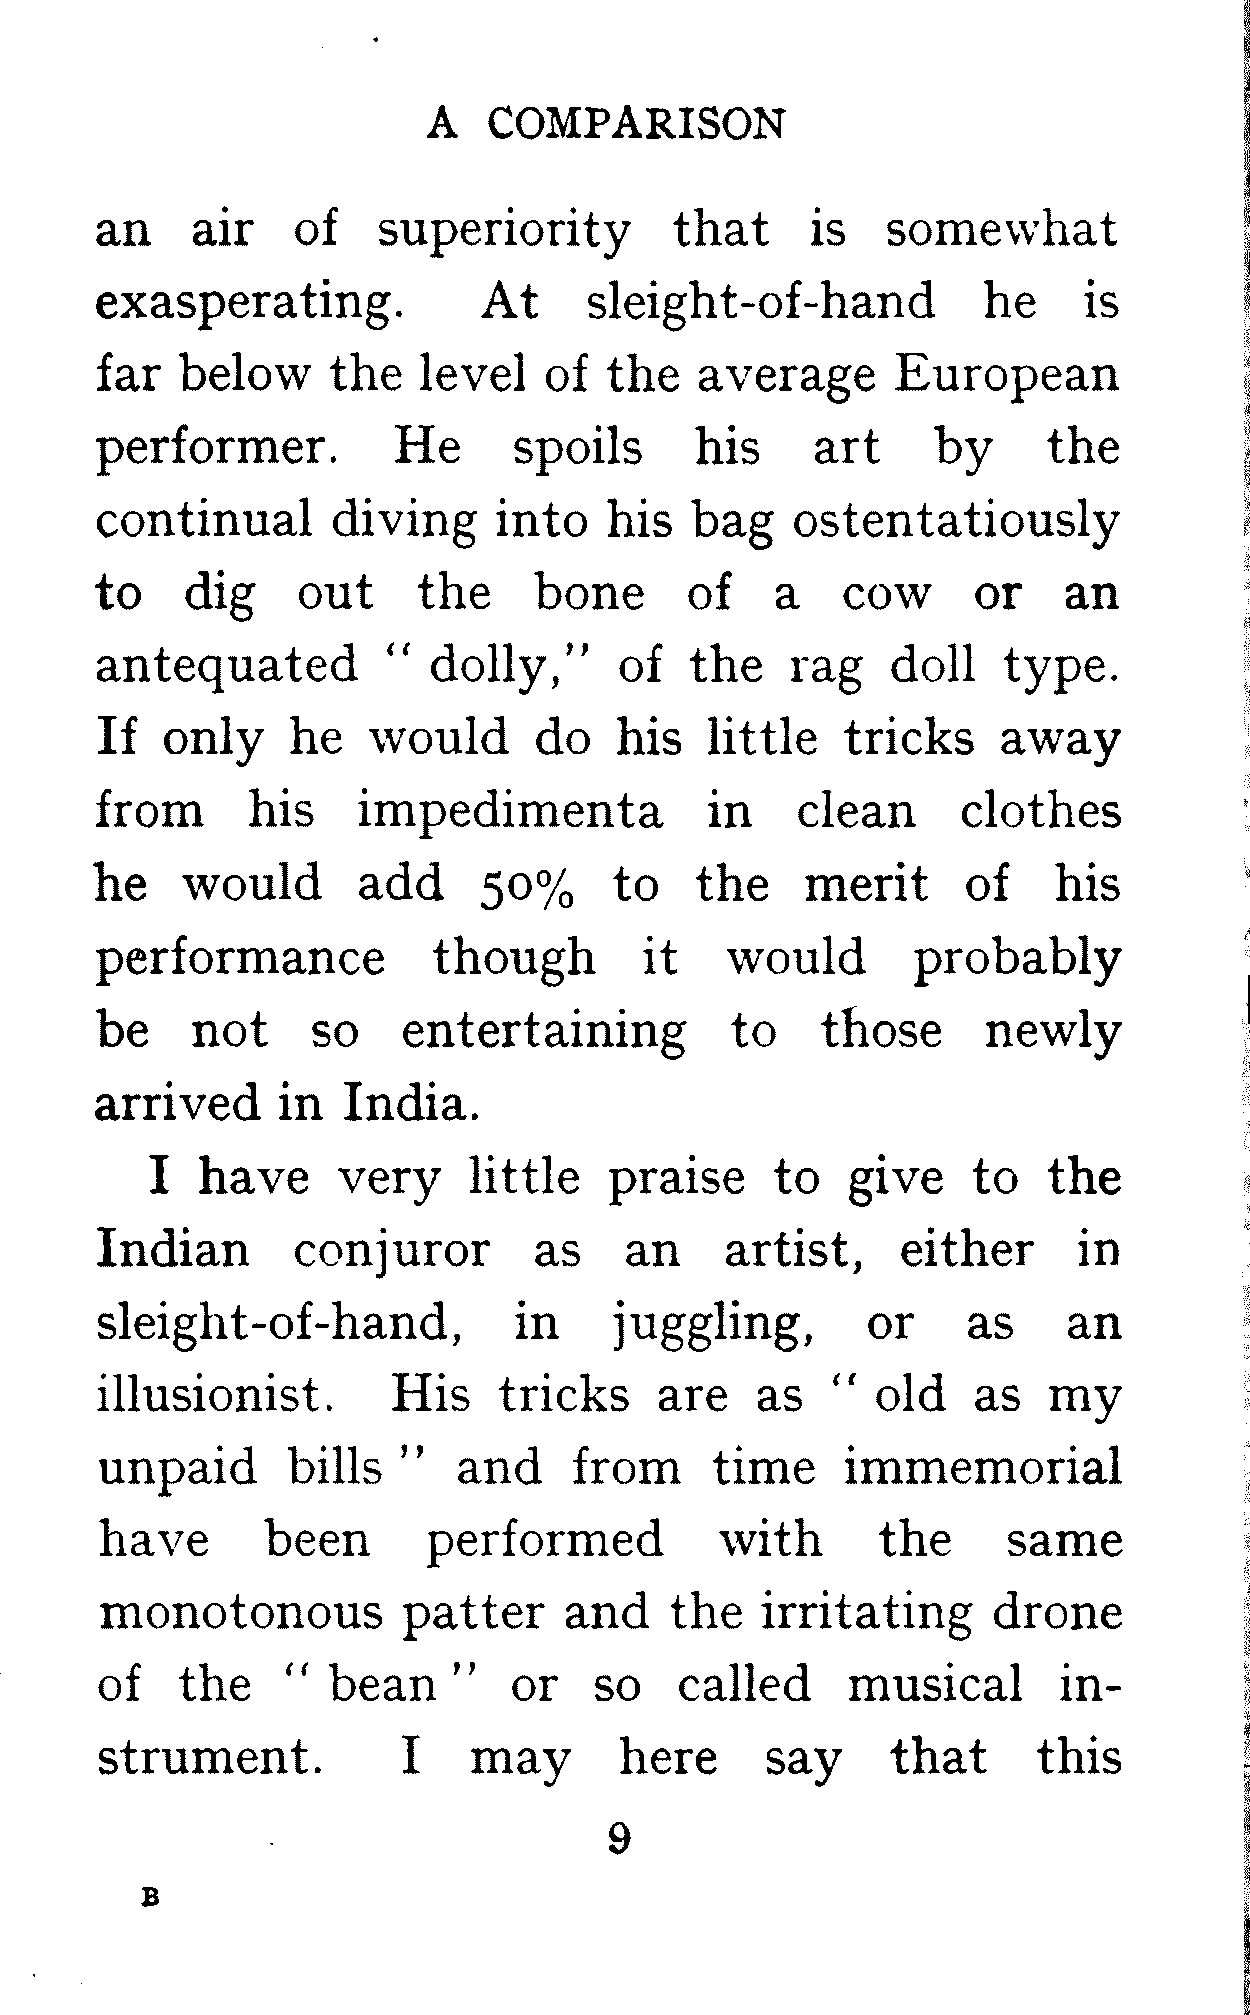 A COMPARISON
an air of superiority that is somewhat
exasperating. At sleight-of-hand he is
far below the level of the average European
performer. He spoils his art by the
continual diving into his bag ostentatiously
to dig out the bone of a cow or an
antequated " dolly," of the rag doll type.
If only he would do his little tricks away
from his impedimenta in clean clothes
he would add 50% to the merit of his
performance though it would probably
be not so entertaining to those newly
arrived in India.
I have very little praise to give to the
Indian conjuror as an artist, either in
sleight-of-hand, in juggling, or as an
illusionist. His tricks are as " old as my
unpaid bills " and from time immemorial
have been performed with the same
monotonous patter and the irritating drone
of the " bean " or so called musical in-
strument. I may here say that this
9
B